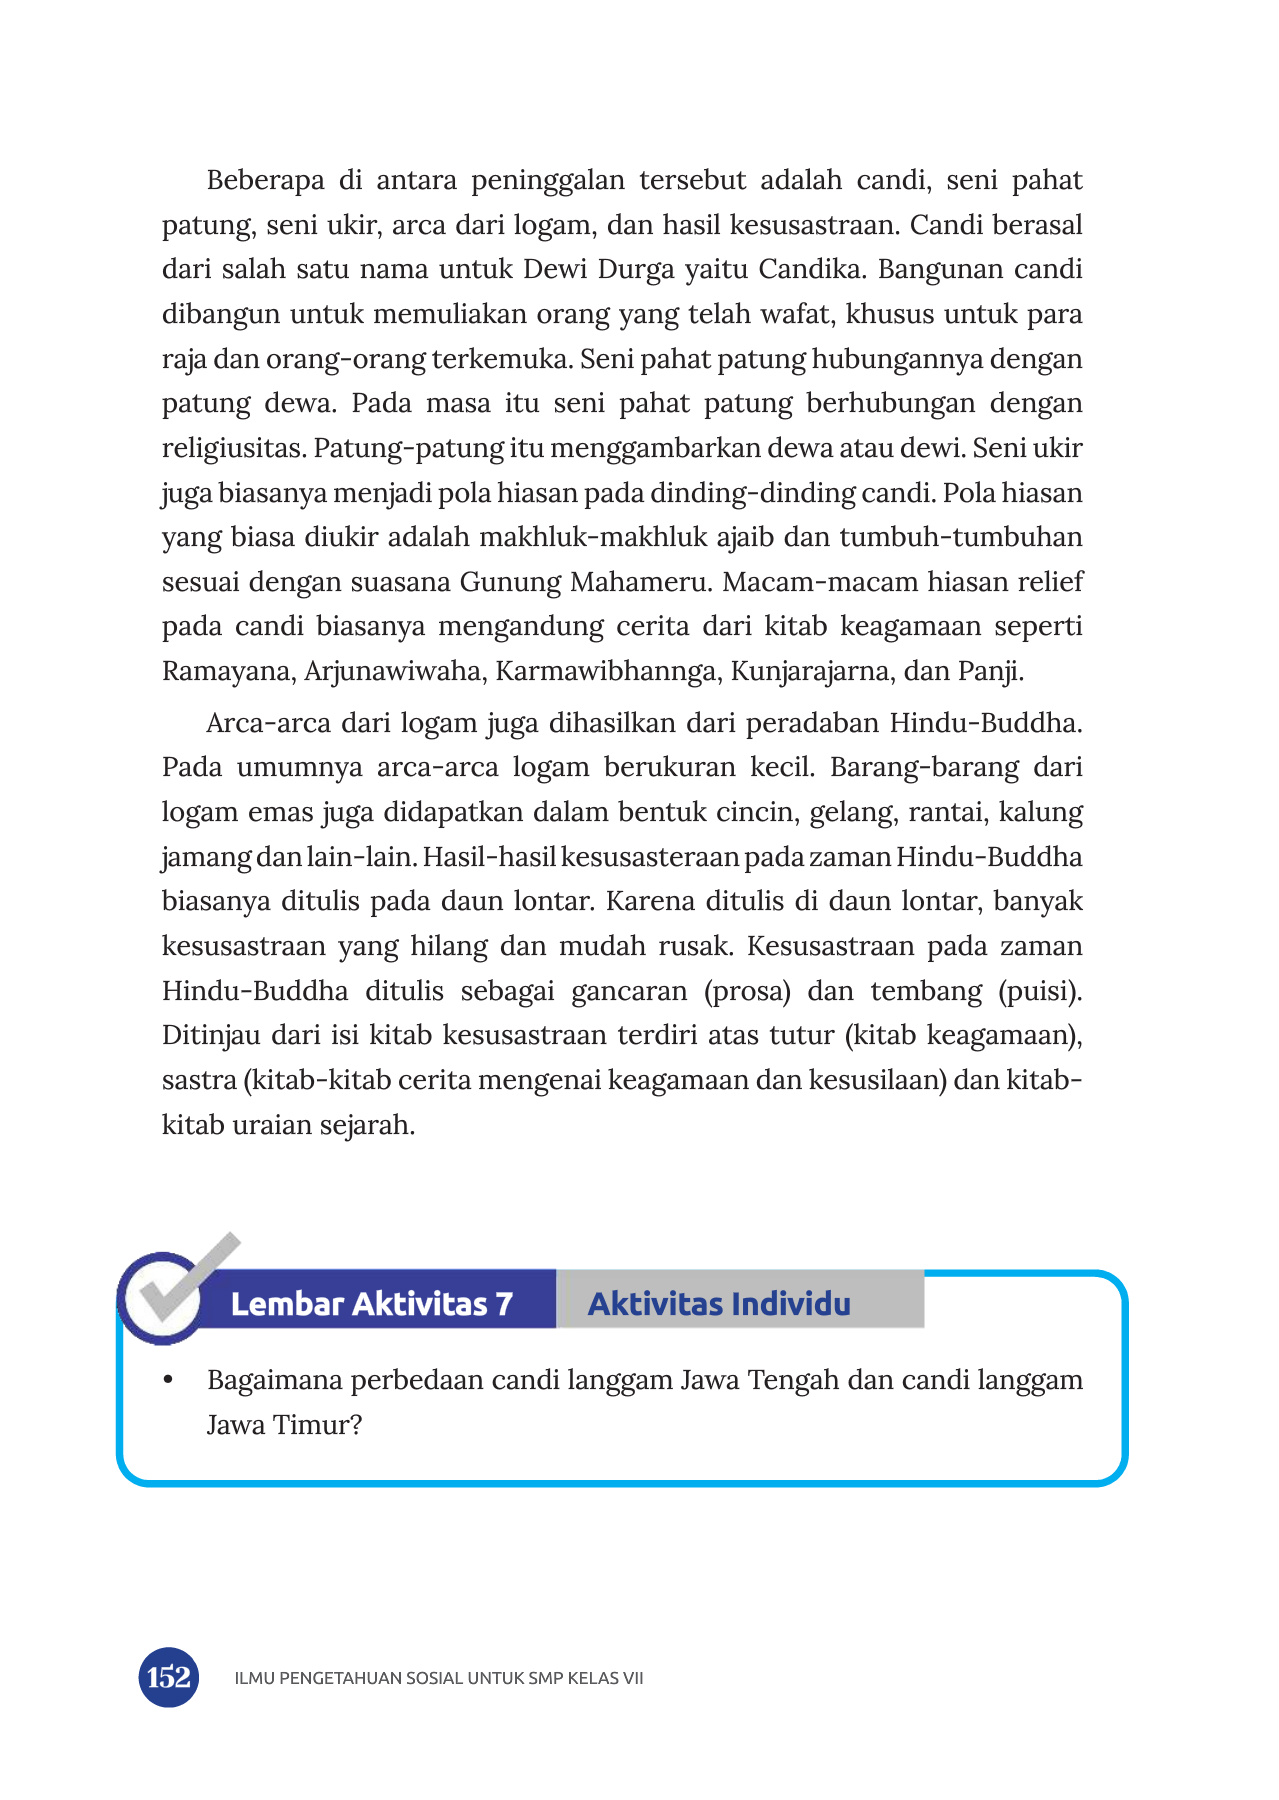 Beberapa di antara peninggalan tersebut adalah candi, seni pahat
patung, seni ukir, arca dari logam, dan hasil kesusastraan. Candi berasal
dari salah satu nama untuk Dewi Durga yaitu Candika. Bangunan candi
dibangun untuk memuliakan orang yang telah wafat, khusus untuk para
raja dan orang-orang terkemuka. Seni pahat patung hubungannya dengan
patung dewa. Pada masa itu seni pahat patung berhubungan dengan
religiusitas. Patung-patung itu menggambarkan dewa atau dewi. Seni ukir
juga biasanya menjadi pola hiasan pada dinding-dinding candi. Pola hiasan
yang biasa diukir adalah makhluk-makhluk ajaib dan tumbuh-tumbuhan
sesuai dengan suasana Gunung Mahameru. Macam-macam hiasan relief
pada candi biasanya mengandung cerita dari kitab keagamaan seperti
Ramayana, Arjunawiwaha, Karmawibhannga, Kunjarajarna, dan Panji.
Arca-arca dari logam juga dihasilkan dari peradaban Hindu-Buddha.
Pada umumnya arca-arca logam berukuran kecil. Barang-barang dari
logam emas juga didapatkan dalam bentuk cincin, gelang, rantai, kalung
jamang dan lain-lain. Hasil-hasil kesusasteraan pada zaman Hindu-Buddha
biasanya ditulis pada daun lontar. Karena ditulis di daun lontar, banyak
kesusastraan yang hilang dan mudah rusak. Kesusastraan pada zaman
Hindu-Buddha ditulis sebagai gancaran (prosa) dan tembang (puisi).
Ditinjau dari isi kitab kesusastraan terdiri atas tutur (kitab keagamaan),
sastra (kitab-kitab cerita mengenai keagamaan dan kesusilaan) dan kitab-
kitab uraian sejarah.
Lembar Aktivitas 7 Aktivitas Individu
• Bagaimana perbedaan candi langgam Jawa Tengah dan candi langgam
Jawa Timur?
152 ILMU PENGETAHUAN SOSIAL UNTUK SMP KELAS VII